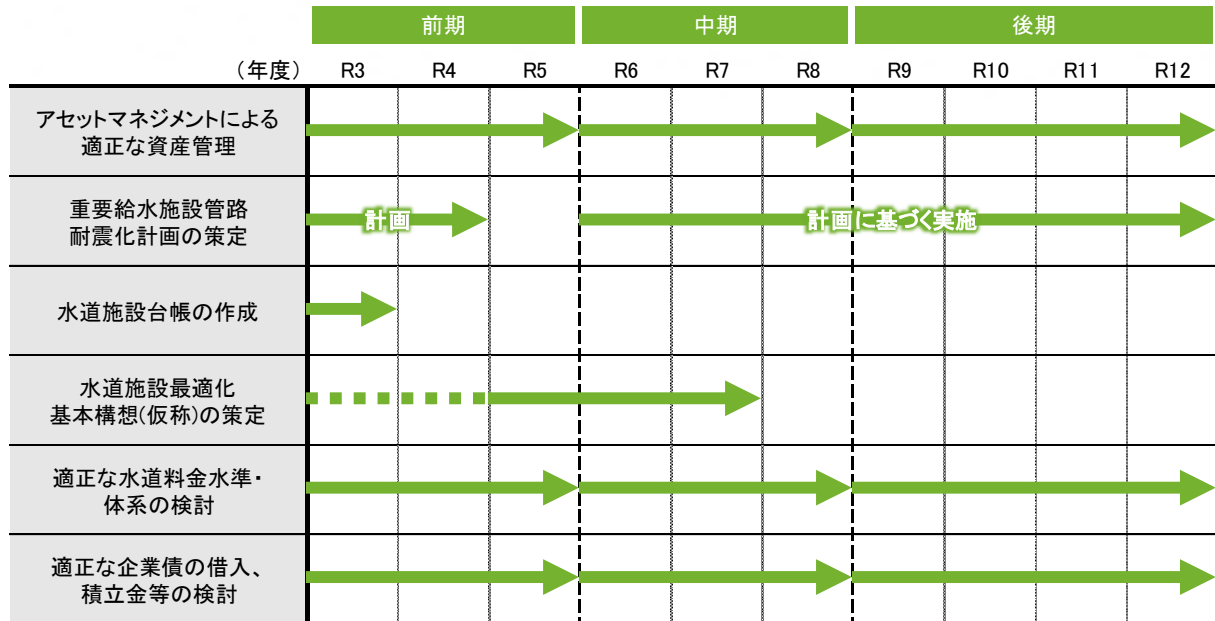 前期 中期 後期
（年度） R3 R4 R5 R6 R7 R8 R9 R10 R11 R12
アセットマネジメントによる
適正な資産管理
重要給水施設管路
耐震化計画の策定
計画 計画に基づく実施
水道施設台帳の作成
水道施設最適化
基本構想(仮称)の策定
適正な水道料金水準・
体系の検討
適正な企業債の借入、
積立金等の検討